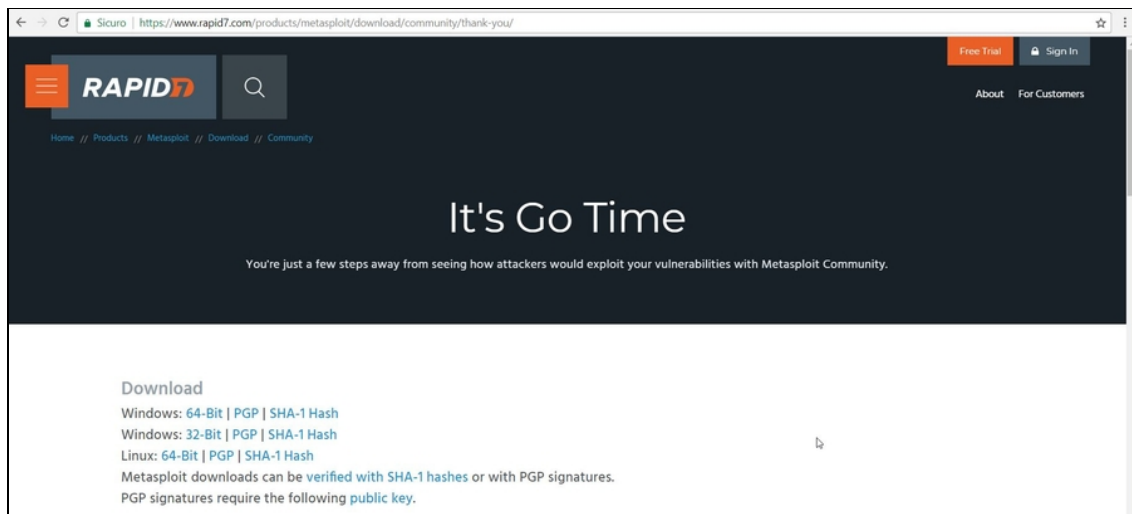 Sicuro | https://www.rapid7.com/products/metasploit/download/community/thank-you/
Free Trial Sign In
RAPID7
About For Customers
Home // Products // Metasploit // Download // Community
It's Go Time
You're just a few steps away from seeing how attackers would exploit your vulnerabilities with Metasploit Community.
Download
Windows: 64-Bit | PGP | SHA-1 Hash
Windows: 32-Bit | PGP | SHA-1 Hash
Linux: 64-Bit | PGP | SHA-1 Hash
Metasploit downloads can be verified with SHA-1 hashes or with PGP signatures.
PGP signatures require the following public key.